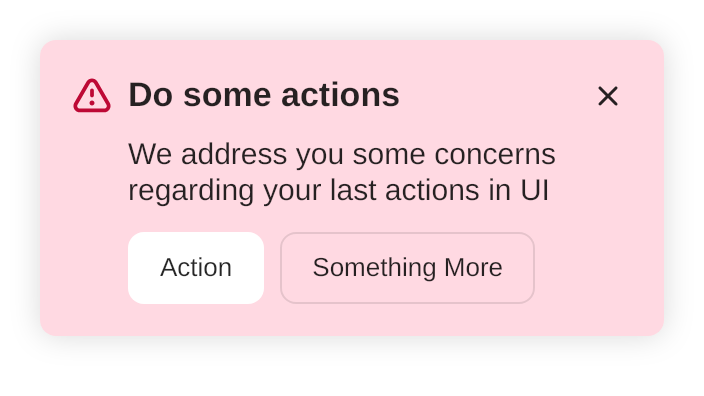 Do some actions
We address you some concerns
regarding your last actions in UI
Action
Something More